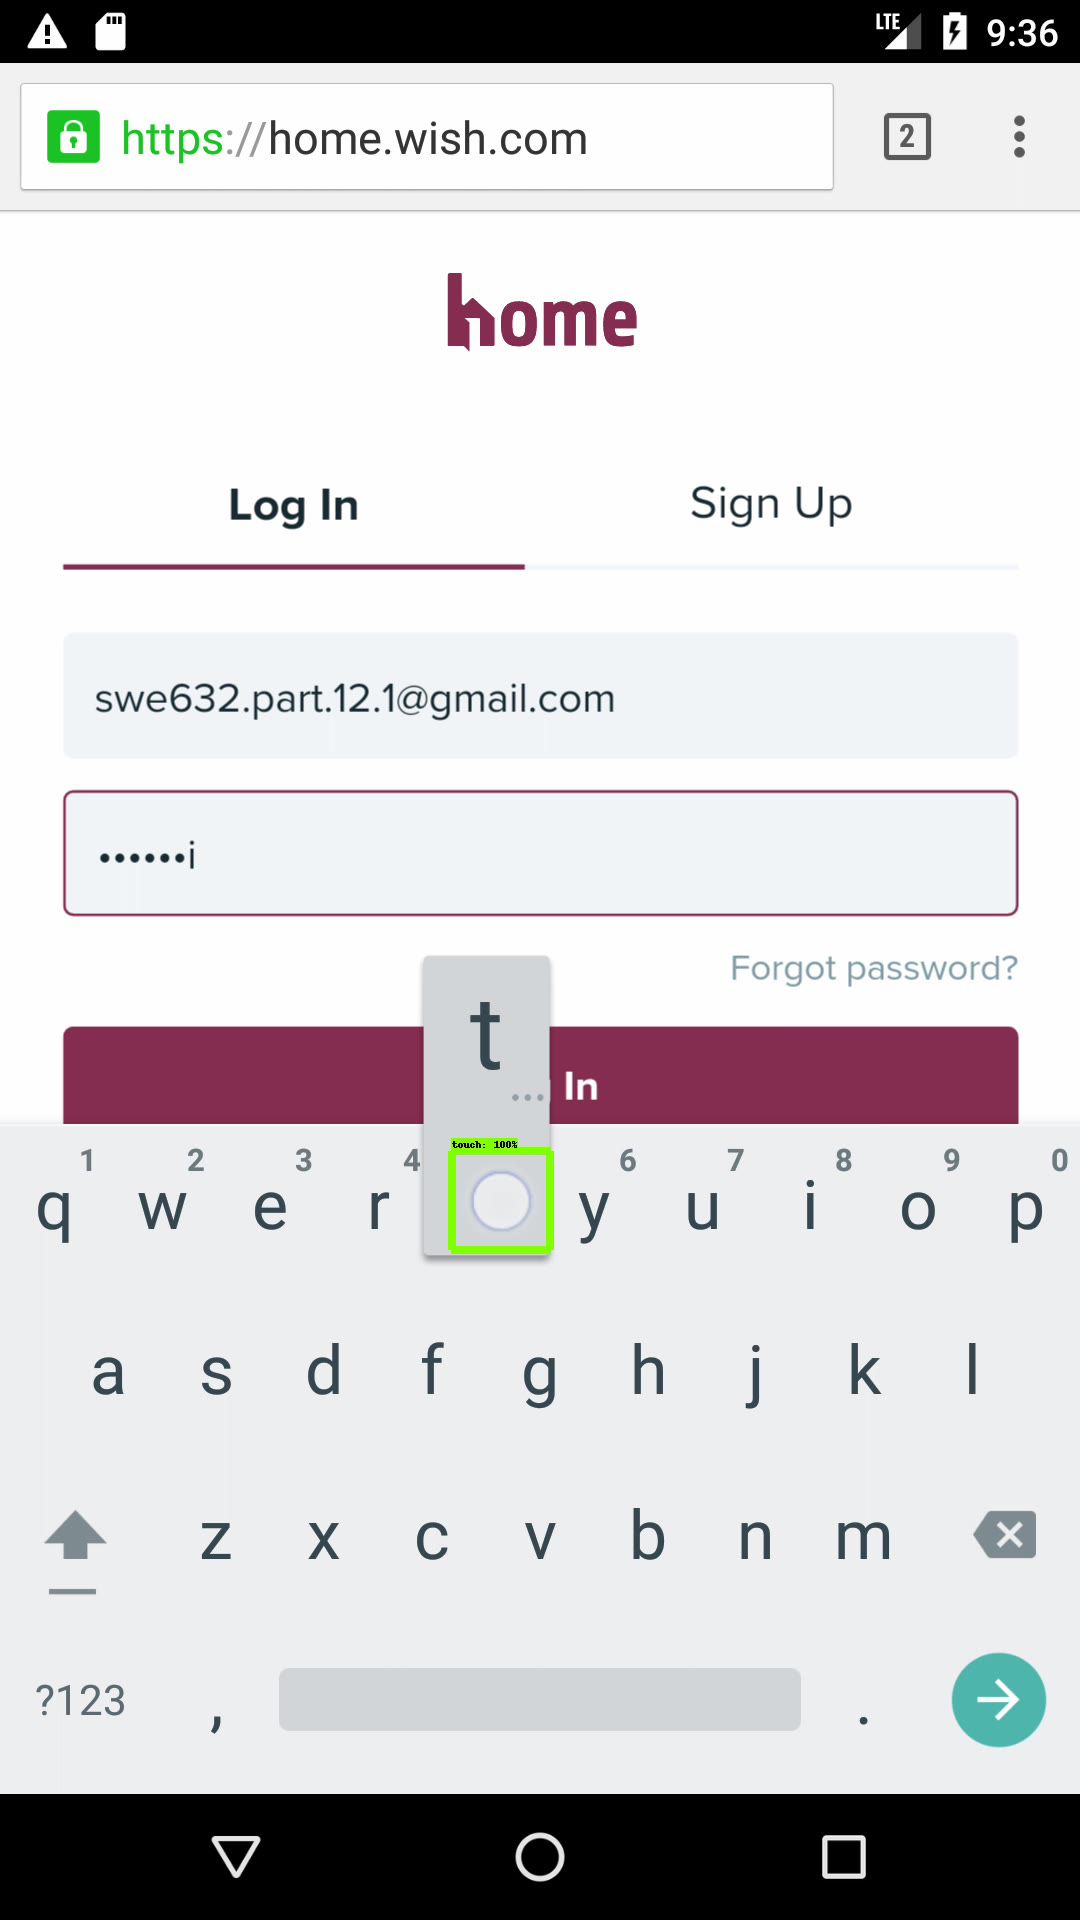 LTE 9:36
https://home.wish.com 2
home
Log In Sign Up
swe632.part.12.1@gmail.com
••••••i
Forgot password?
t
... In
touch: 100%
1 2 3 4 6 7 8 9 0
q w e r y u i o p
a s d f g h j k l
z x c v b n m
?123 , .